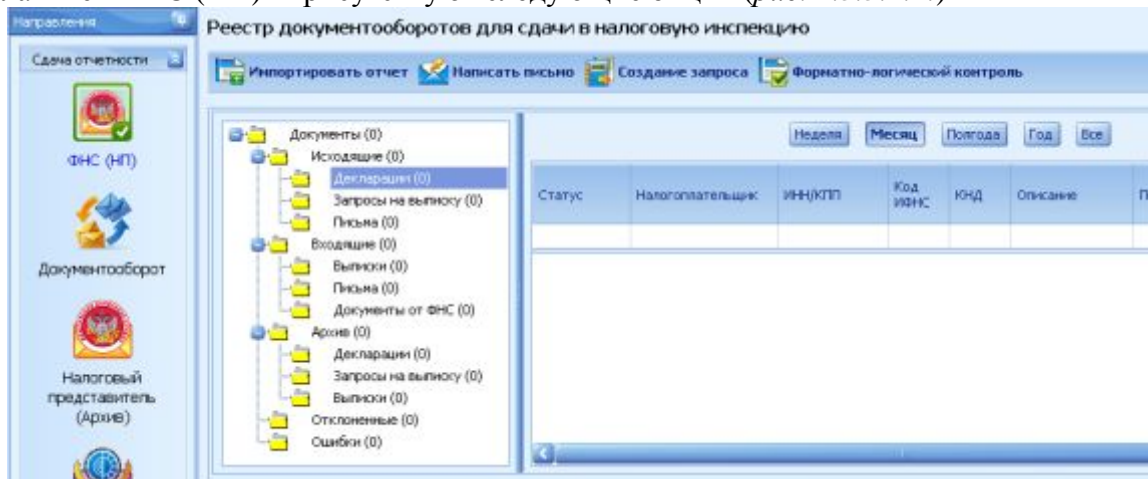 Направления
Реестр документооборотов для сдачи в налоговую инспекцию
Сдача отчетности
Импортировать отчет Написать письмо Создание запроса Форматно-логический контроль
ФНС (НП)
Документооборот
Налоговый
представитель
(Архив)
Документы (0)
Исходящие (0)
Декларации (0)
Запросы на выписку (0)
Письма (0)
Входящие (0)
Выписки (0)
Письма (0)
Документы от ФНС (0)
Архив (0)
Декларации (0)
Запросы на выписку (0)
Выписки (0)
Отклоненные (0)
Ошибки (0)
Неделя Месяц Полгода Год Все
Статус Налогоплательщик ИНН/КПП Код ИФНС КНД Описание П